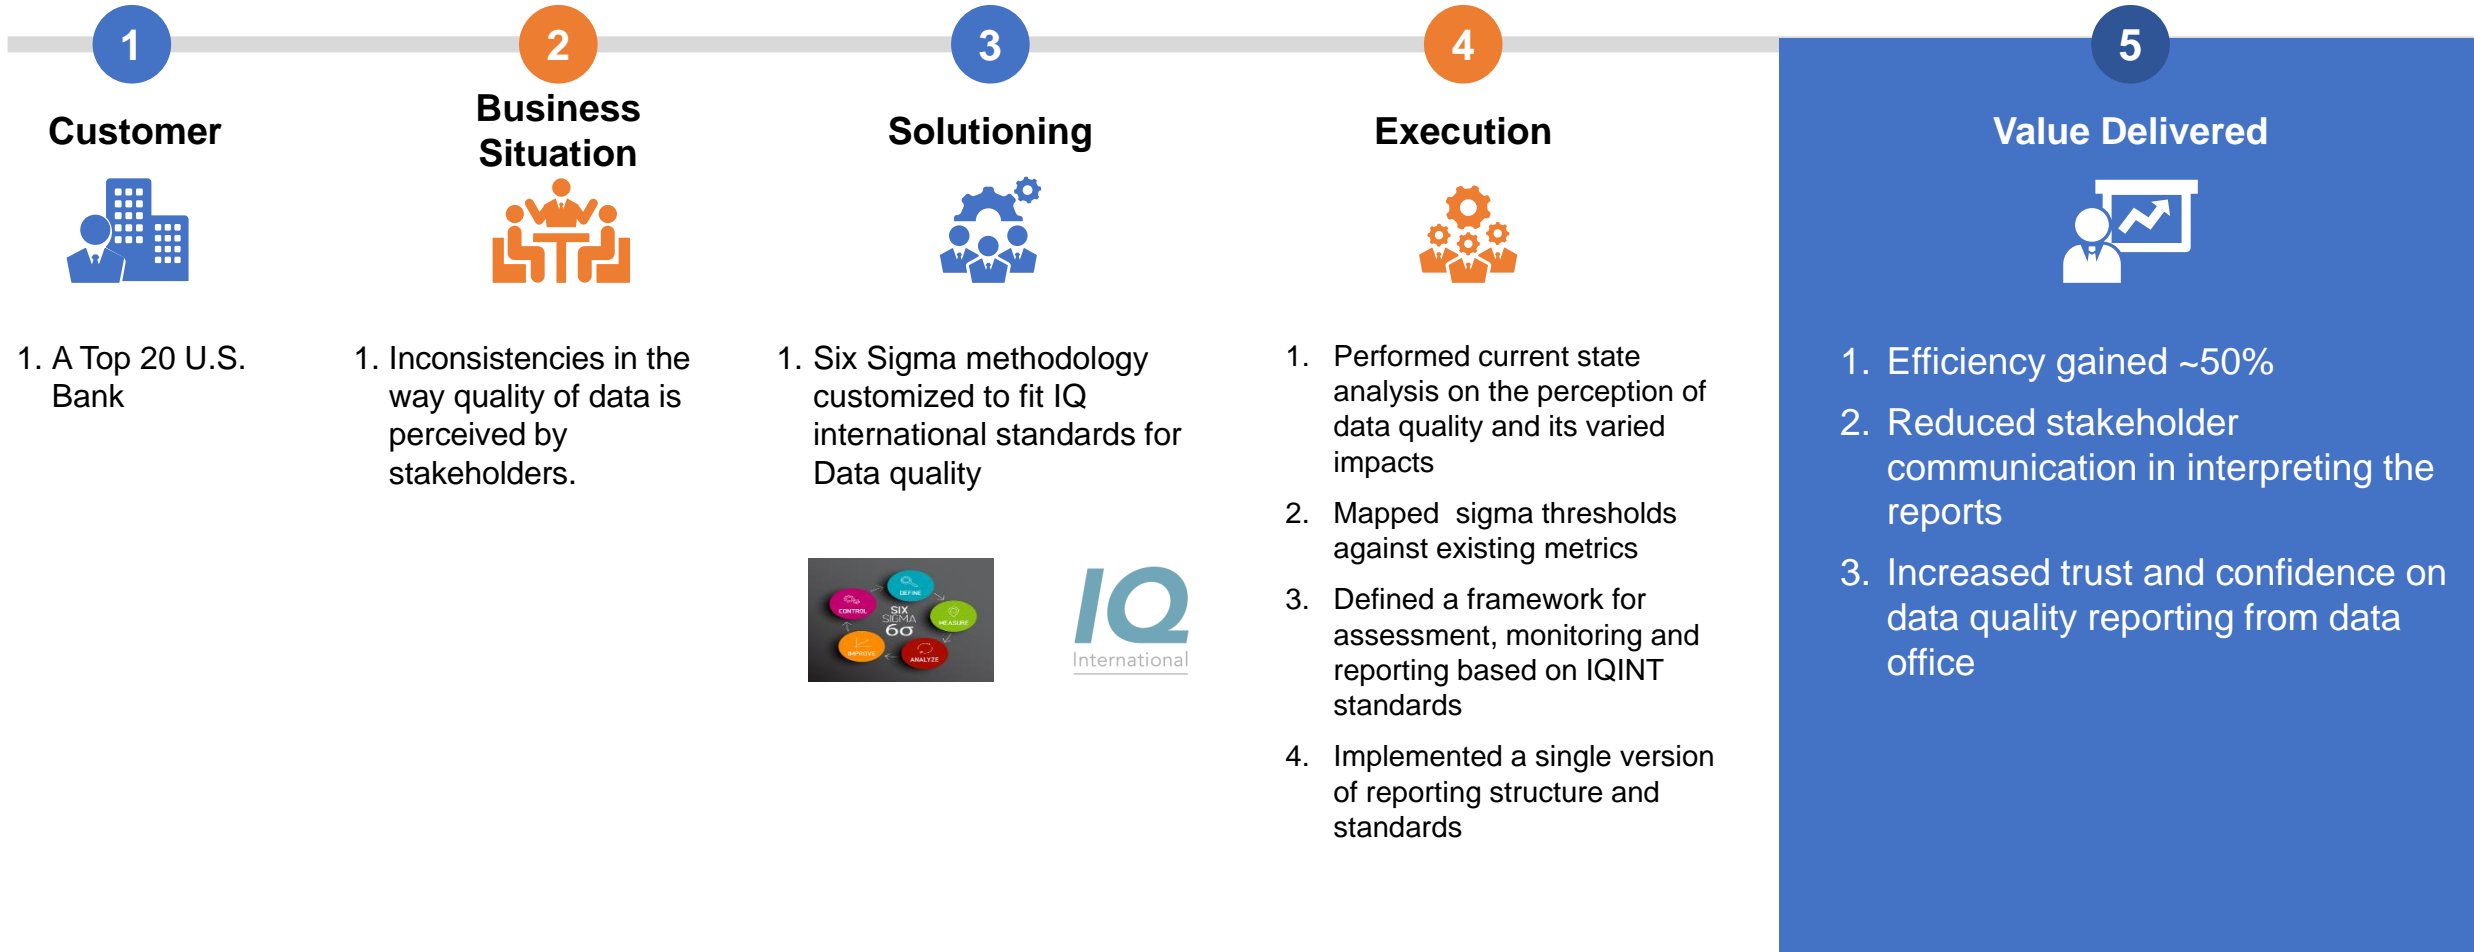 1
Customer
1. A Top 20 U.S.
Bank
2
Business
Situation
1. Inconsistencies in the
way quality of data is
perceived by
stakeholders.
3
Solutioning
1. Six Sigma methodology
customized to fit IQ
international standards for
Data quality
DEFINE
CONTROL
SIX
SIGMA
6σ
MEASURE
IMPROVE
ANALYZE
IQ
International
4
Execution
1. Performed current state
analysis on the perception of
data quality and its varied
impacts
2. Mapped  sigma thresholds
against existing metrics
3. Defined a framework for
assessment, monitoring and
reporting based on IQINT
standards
4. Implemented a single version
of reporting structure and
standards
5
Value Delivered
1. Efficiency gained ~50%
2. Reduced stakeholder
communication in interpreting the
reports
3. Increased trust and confidence on
data quality reporting from data
office